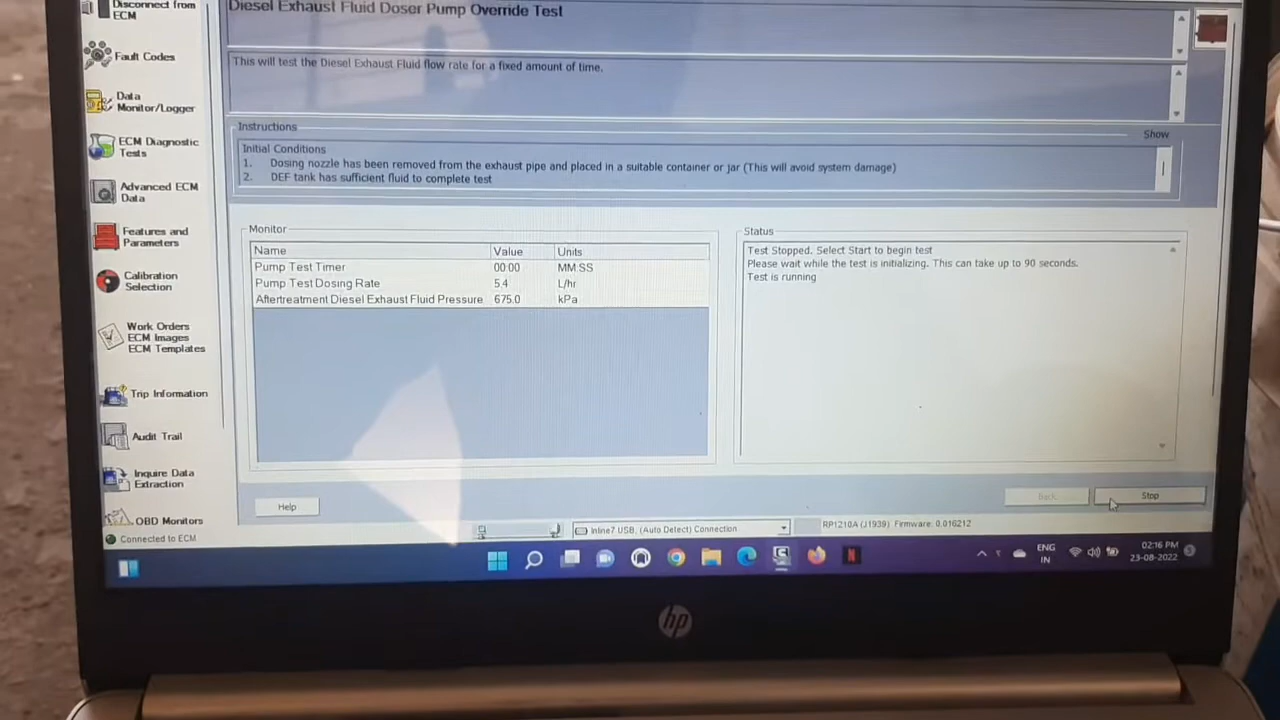 Disconnect from
ECM
Fault Codes
Data
Monitor/Logger
ECM Diagnostic
Tests
Advanced ECM
Data
Features and
Parameters
Calibration
Selection
Work Orders
ECM Images
ECM Templates
Trip Information
Audit Trail
Inquire Data
Extraction
OBD Monitors
Connected to ECM
Diesel Exhaust Fluid Doser Pump Override Test
This will test the Diesel Exhaust Fluid flow rate for a fixed amount of time.
Instructions
Show
Initial Conditions
1. Dosing nozzle has been removed from the exhaust pipe and placed in a suitable container or jar (This will avoid system damage)
2. DEF tank has sufficient fluid to complete test
Monitor
Name Value Units
Pump Test Timer 00:00 MM:SS
Pump Test Dosing Rate 5.4 L/hr
Aftertreatment Diesel Exhaust Fluid Pressure 675.0 kPa
Status
Test Stopped. Select Start to begin test
Please wait while the test is initializing. This can take up to 90 seconds.
Test is running
Help
Back
Stop
Inline7 USB, (Auto Detect) Connection
RP1210A (J1939) Firmware: 0.016212
ENG
IN
02:16 PM
23-08-2022
hp